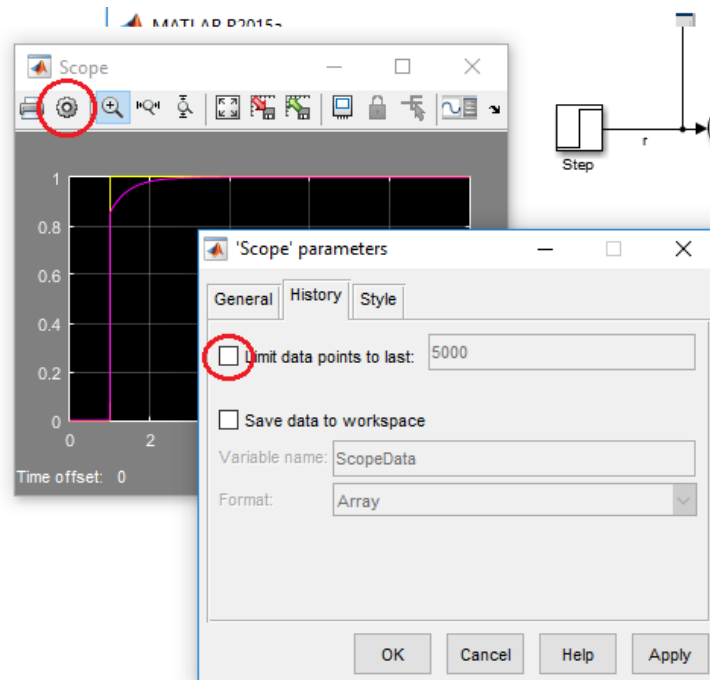 MATLAB R2015a
Scope
1
0.8
0.6
0.4
0.2
0
0 2
Time offset: 0
Step
r
'Scope' parameters
General History Style
Limit data points to last: 5000
Save data to workspace
Variable name: ScopeData
Format: Array
OK Cancel Help Apply